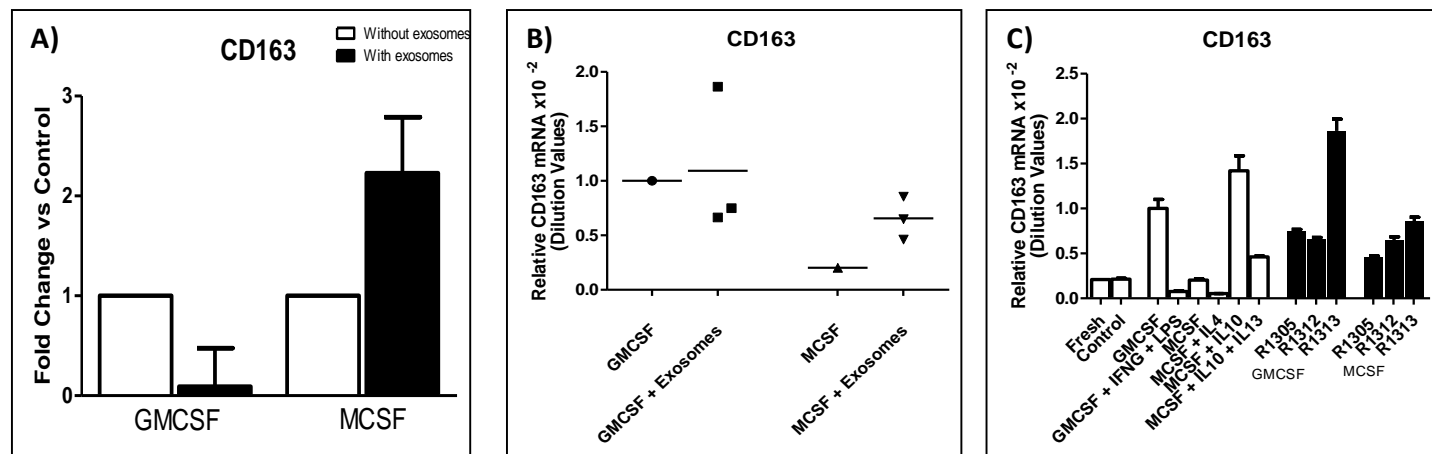 A)
CD163
Without exosomes
With exosomes
Fold Change vs Control
3
2
1
0
GMCSF
MCSF
B)
CD163
Relative CD163 mRNA x10 -2
(Dilution Values)
2.0
1.5
1.0
0.5
0.0
GMCSF
GMCSF + Exosomes
MCSF
MCSF + Exosomes
C)
CD163
Relative CD163 mRNA x10 -2
(Dilution Values)
2.5
2.0
1.5
1.0
0.5
0.0
Fresh
Control
GMCSF
GMCSF + IFNG + LPS
MCSF
MCSF + IL4
MCSF + IL10
MCSF + IL10 + IL13
R1305
R1312
R1313
R1305
R1312
R1313
GMCSF
MCSF